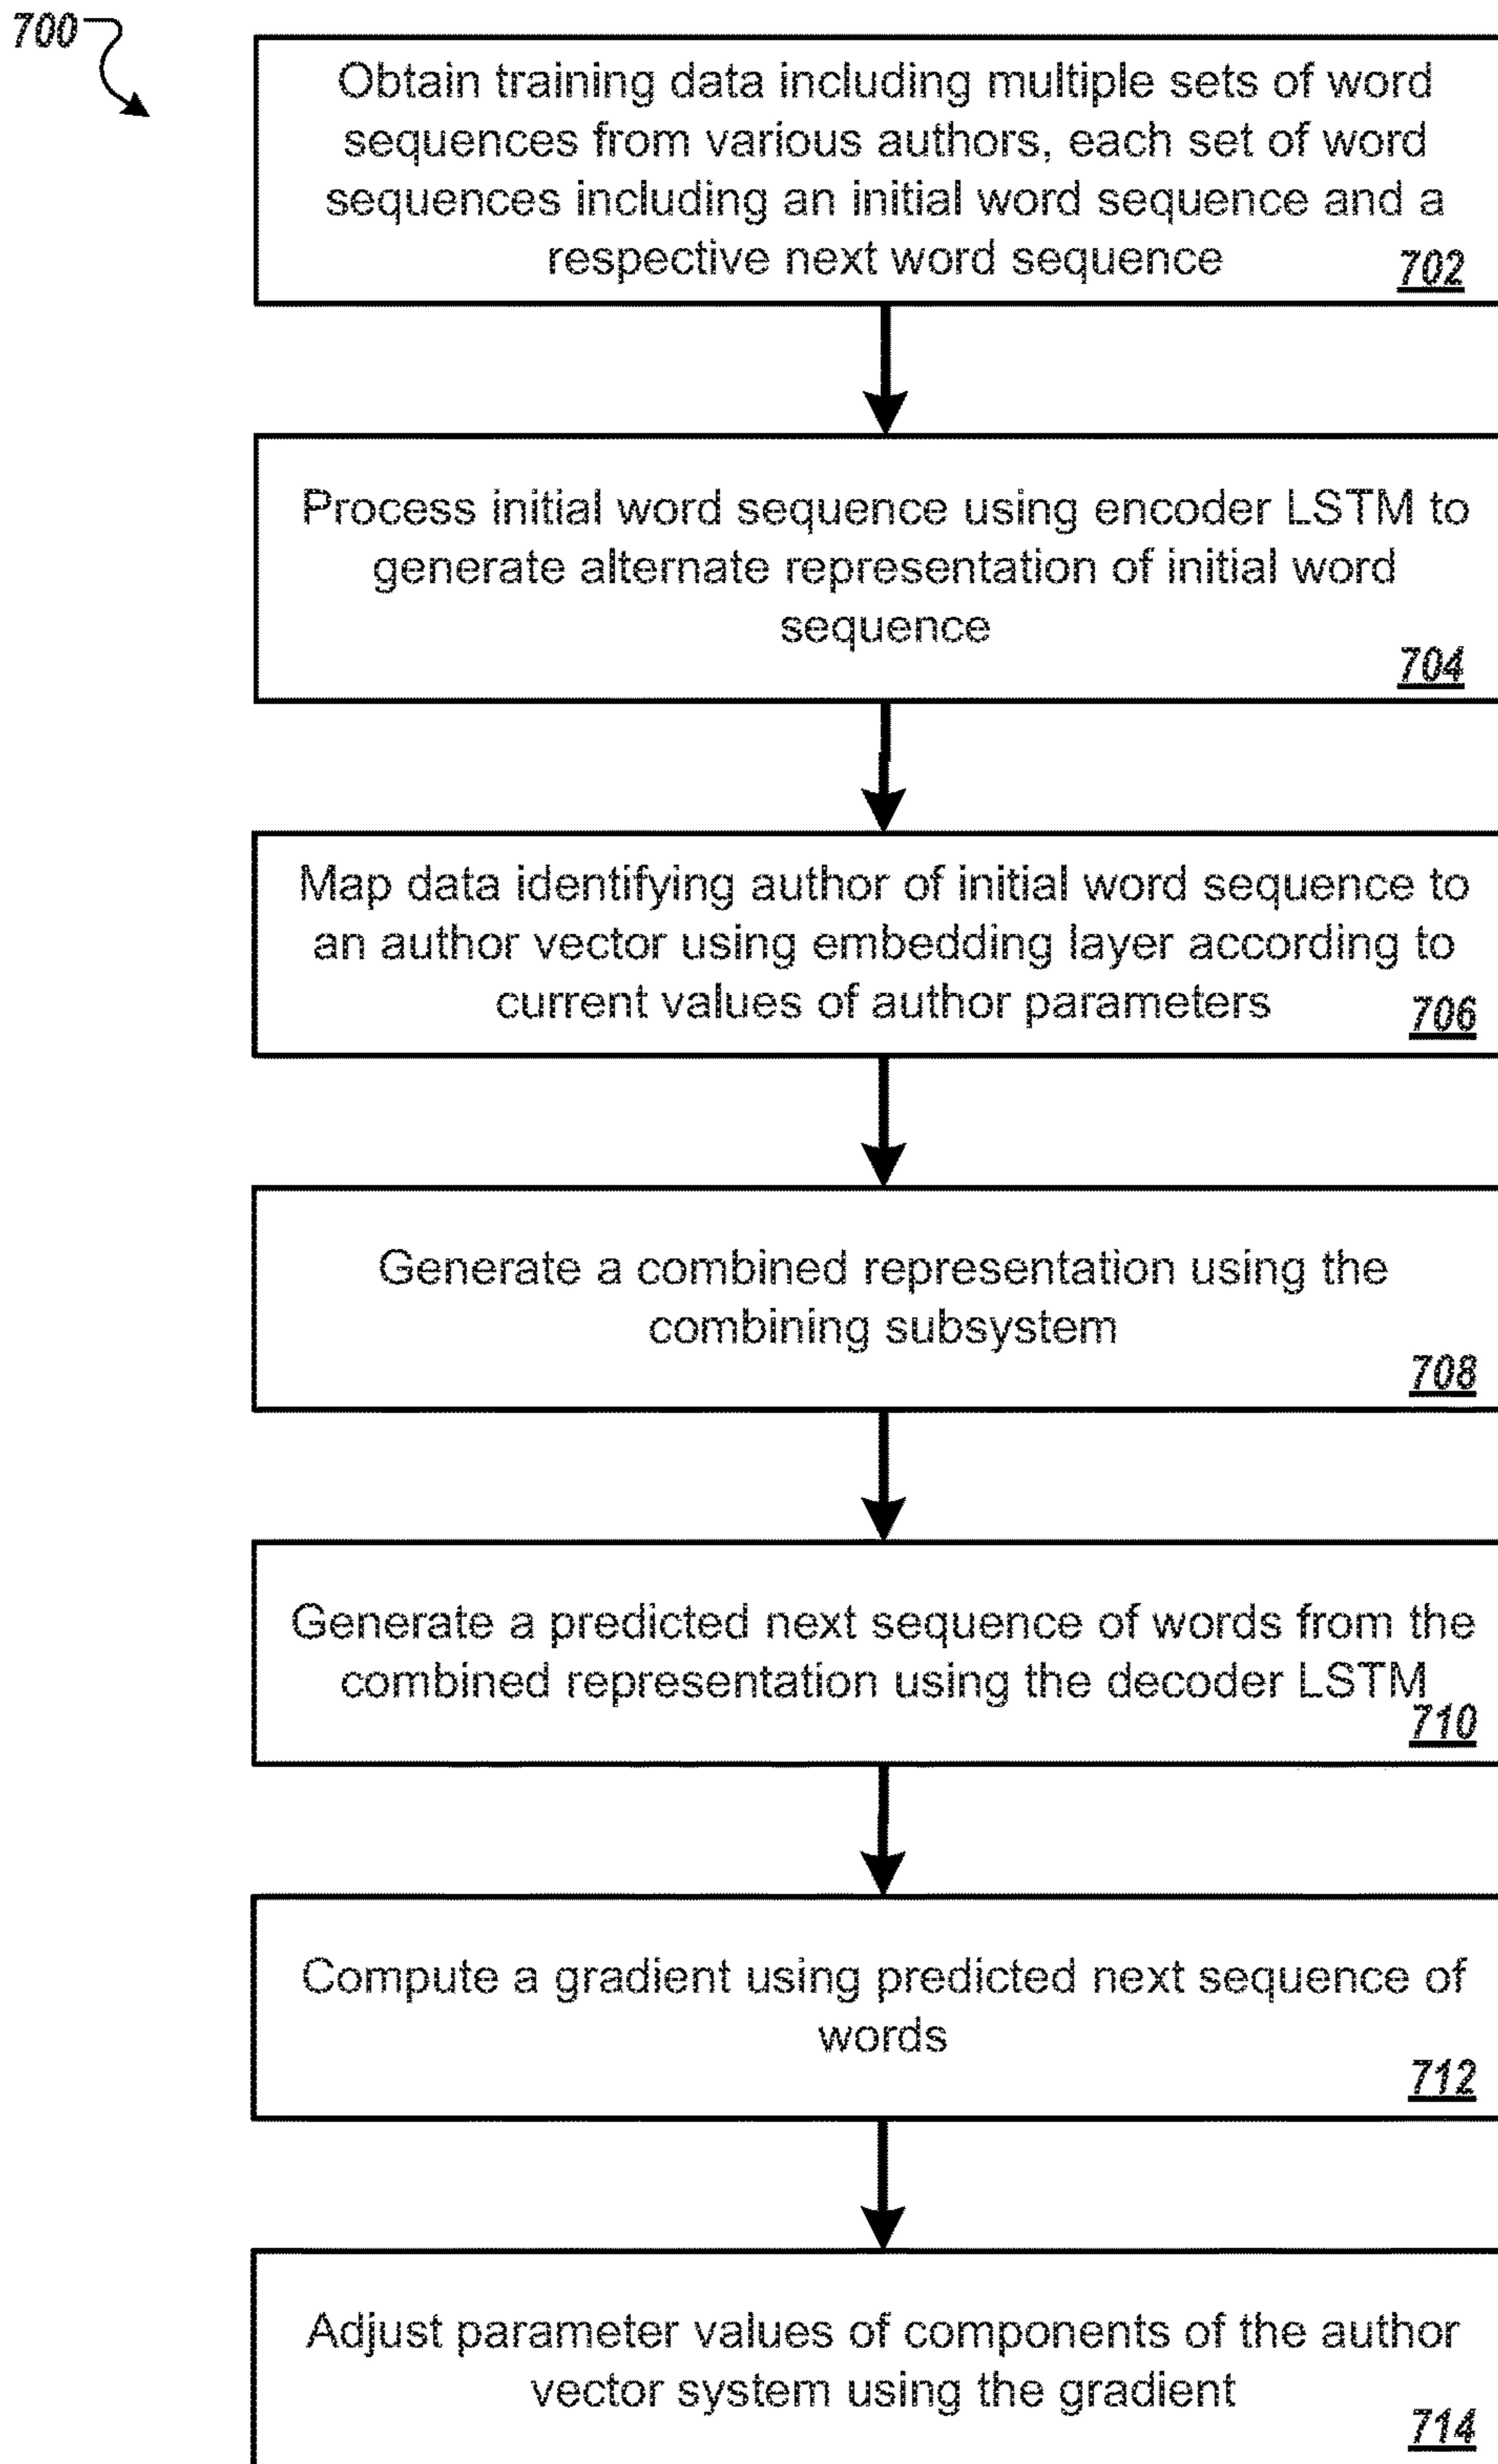 700
Obtain training data including multiple sets of word
sequences from various authors, each set of word
sequences including an initial word sequence and a
respective next word sequence
702
Process initial word sequence using encoder LSTM to
generate alternate representation of initial word
sequence
704
Map data identifying author of initial word sequence to
an author vector using embedding layer according to
current values of author parameters
706
Generate a combined representation using the
combining subsystem
708
Generate a predicted next sequence of words from the
combined representation using the decoder LSTM
710
Compute a gradient using predicted next sequence of
words
712
Adjust parameter values of components of the author
vector system using the gradient
714